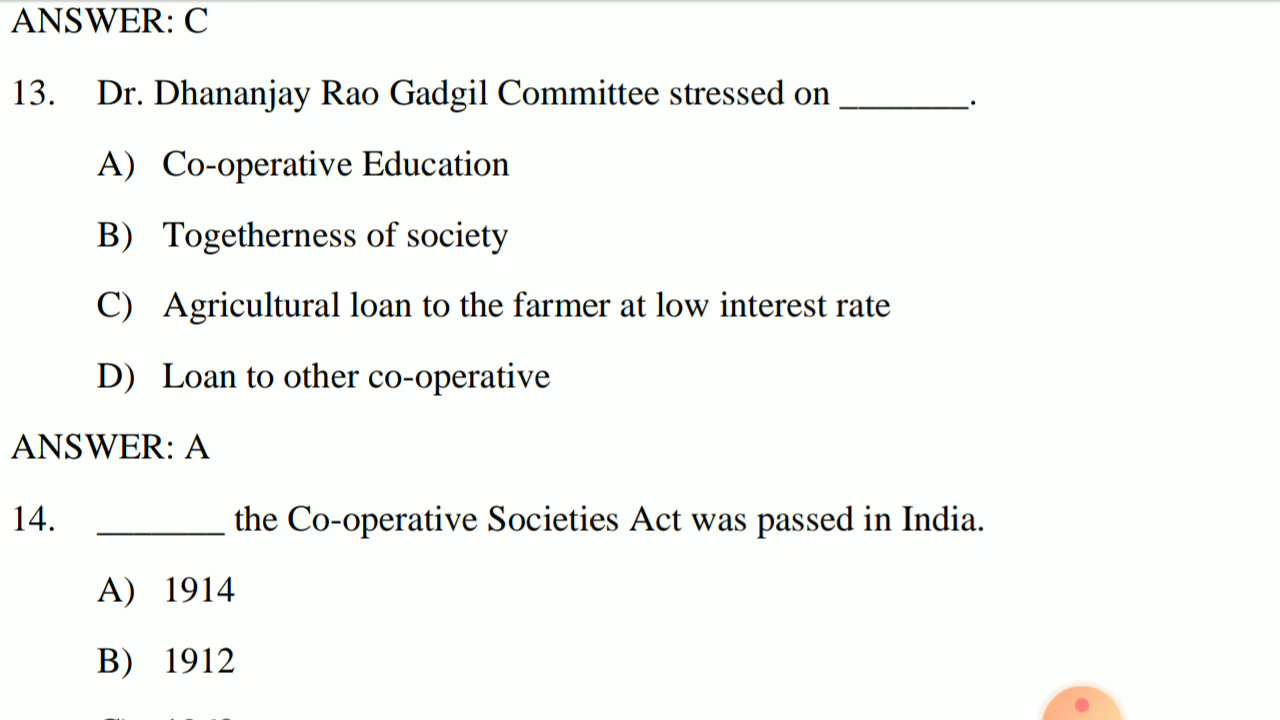 ANSWER: C
13. Dr. Dhananjay Rao Gadgil Committee stressed on _______.
A) Co-operative Education
B) Togetherness of society
C) Agricultural loan to the farmer at low interest rate
D) Loan to other co-operative
ANSWER: A
14. _______ the Co-operative Societies Act was passed in India.
A) 1914
B) 1912